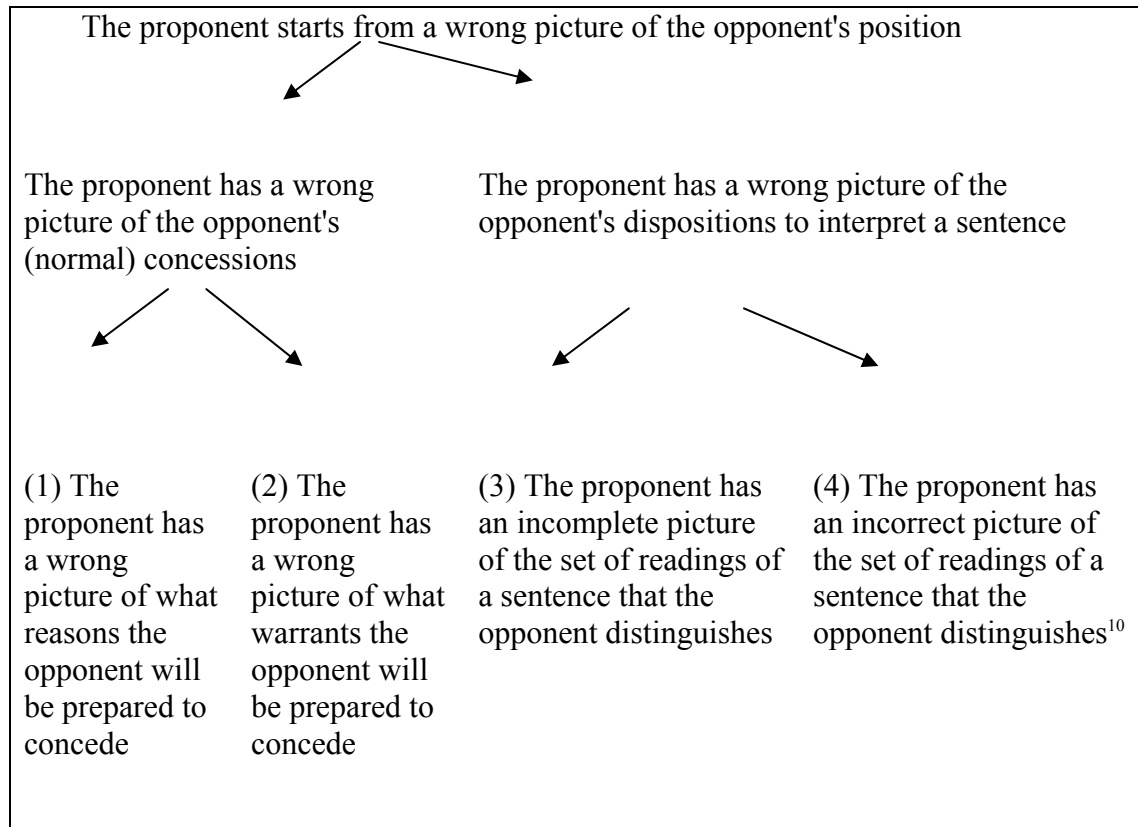 The proponent starts from a wrong picture of the opponent's position
The proponent has a wrong
picture of the opponent's
(normal) concessions
The proponent has a wrong picture of the
opponent's dispositions to interpret a sentence
(1) The
proponent has
a wrong
picture of what
reasons the
opponent will
be prepared to
concede
(2) The
proponent has
a wrong
picture of what
warrants the
opponent will
be prepared to
concede
(3) The proponent has
an incomplete picture
of the set of readings of
a sentence that the
opponent distinguishes
(4) The proponent has
an incorrect picture of
the set of readings of a
sentence that the
opponent distinguishes10